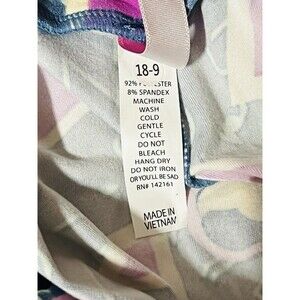 18-9
92% POLYESTER
8% SPANDEX
MACHINE
WASH
COLD
GENTLE
CYCLE
DO NOT
BLEACH
HANG DRY
DO NOT IRON
OR YOU'LL BE SAD
RN# 142161
MADE IN
VIETNAM